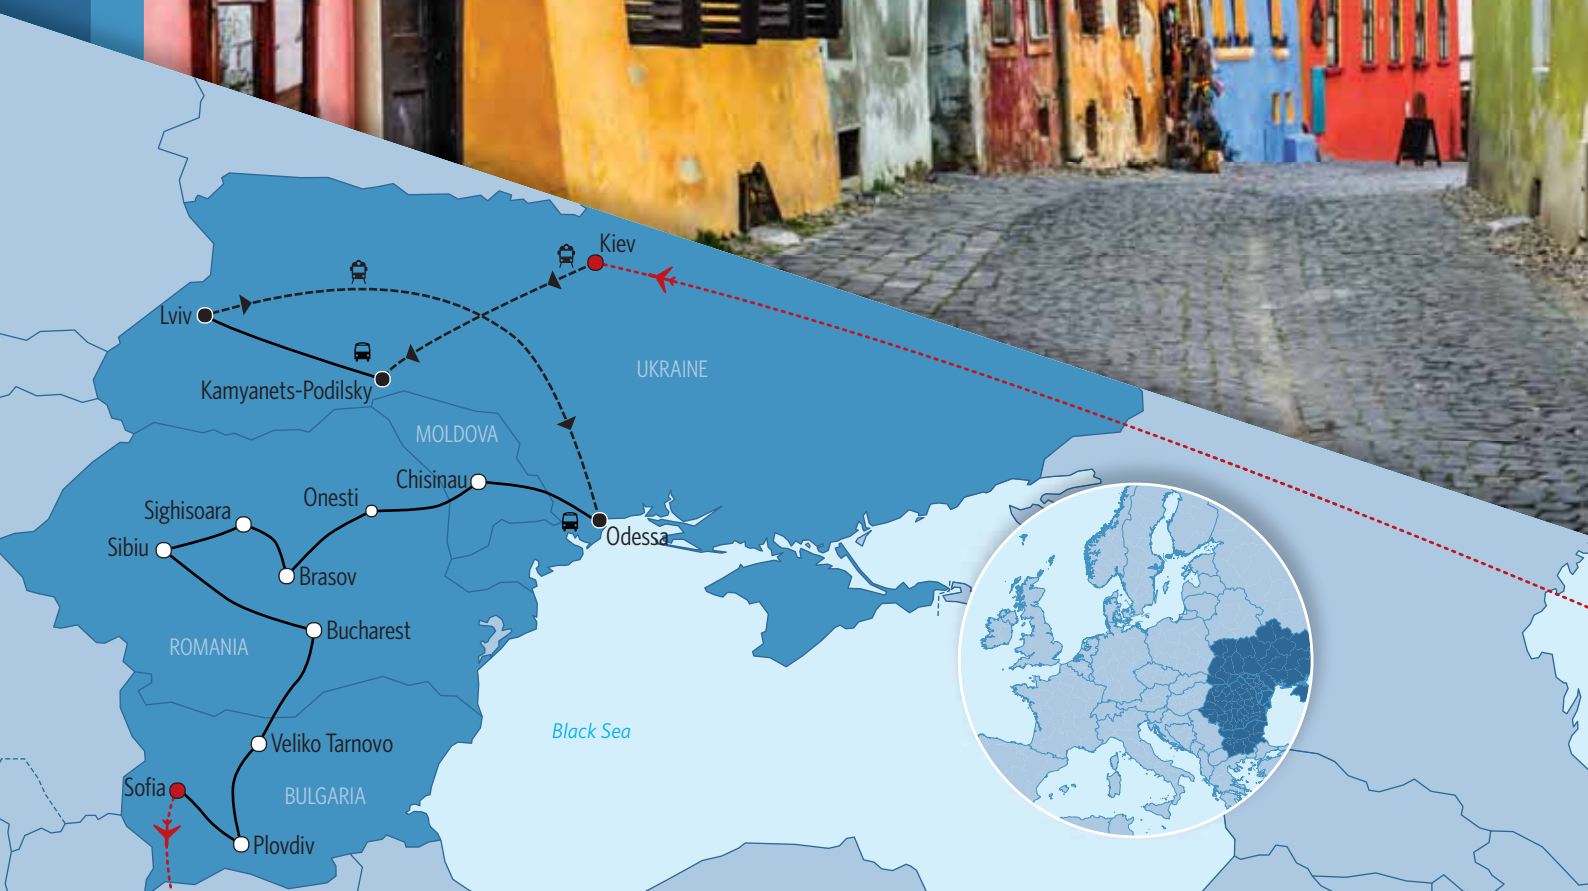 Kiev
Lviv
UKRAINE
Kamyanets-Podilsky
MOLDOVA
Chisinau
Onesti
Sighisoara
Odessa
Sibiu
Brasov
Bucharest
ROMANIA
Black Sea
Veliko Tarnovo
Sofia
BULGARIA
Plovdiv